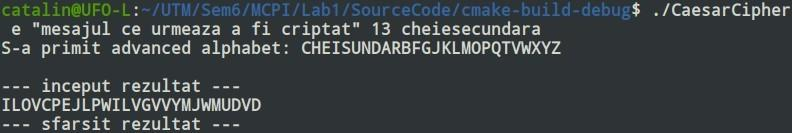 catalin@UFO-L:~/UTM/Sem6/MCPI/Lab1/SourceCode/cmake-build-debug$ ./CaesarCipher
e "mesajul ce urmeaza a fi criptat" 13 cheiesecundara
S-a primit advanced alphabet: CHEISUNDARBFGJKLMOPQTVWXYZ
--- inceput rezultat ---
ILOVCPEJLPWILVGVVYMJWMUDVD
--- sfarsit rezultat ---